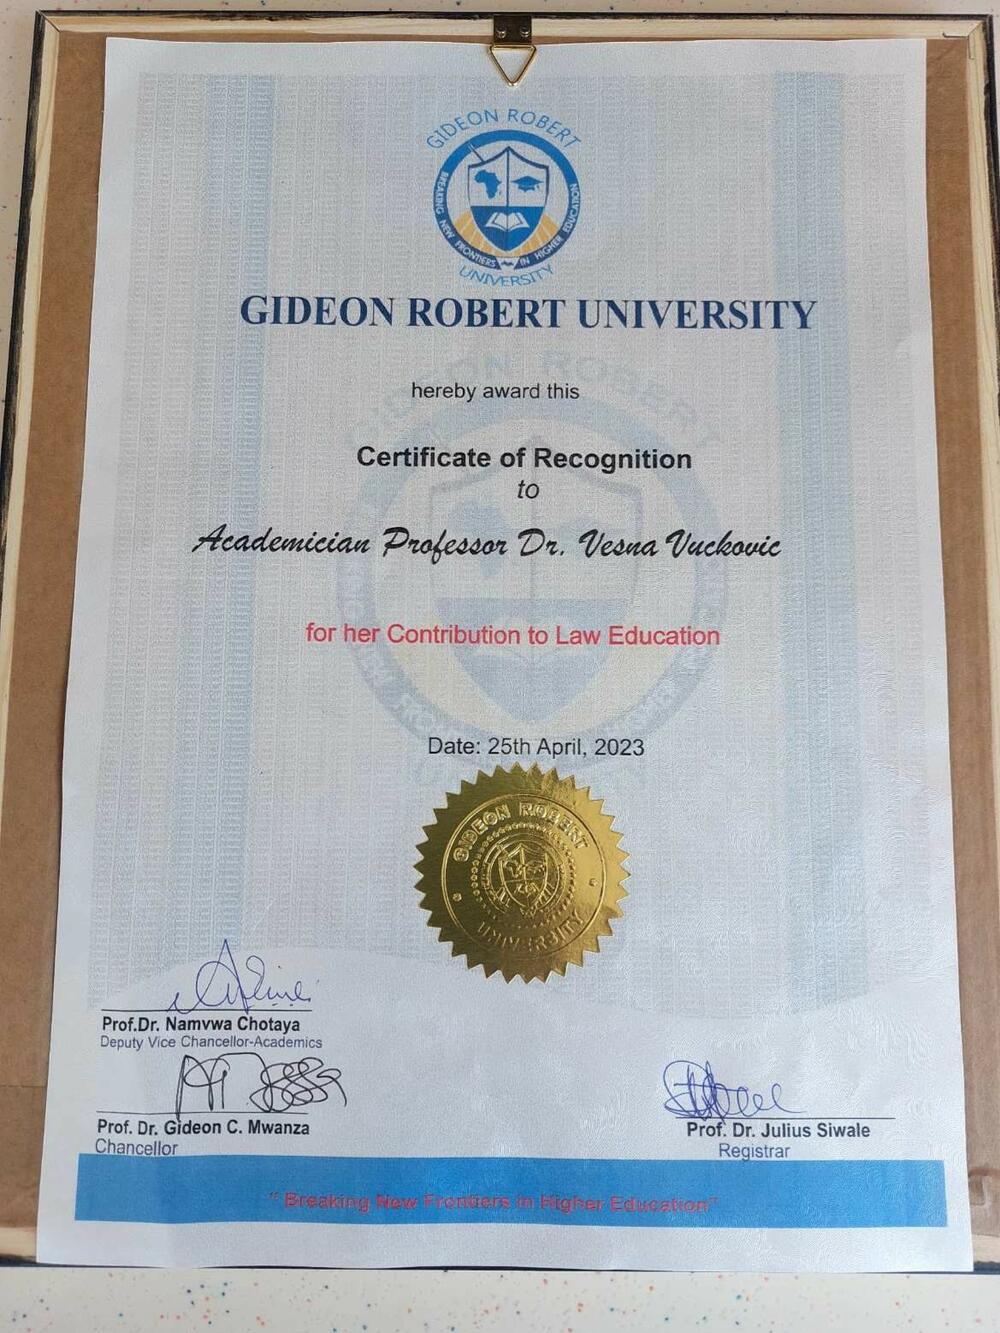 GIDEON ROBERT
BREAKING NEW FRONTIERS IN HIGHER EDUCATION
UNIVERSITY
GIDEON ROBERT UNIVERSITY
hereby award this
Certificate of Recognition
to
Academician Professor Dr. Vesna Vuckovic
for her Contribution to Law Education
Date: 25th April, 2023
GIDEON ROBERT
UNIVERSITY
Prof.Dr. Namvwa Chotaya
Deputy Vice Chancellor-Academics
Prof. Dr. Gideon C. Mwanza
Chancellor
Prof. Dr. Julius Siwale
Registrar
" Breaking New Frontiers in Higher Education"